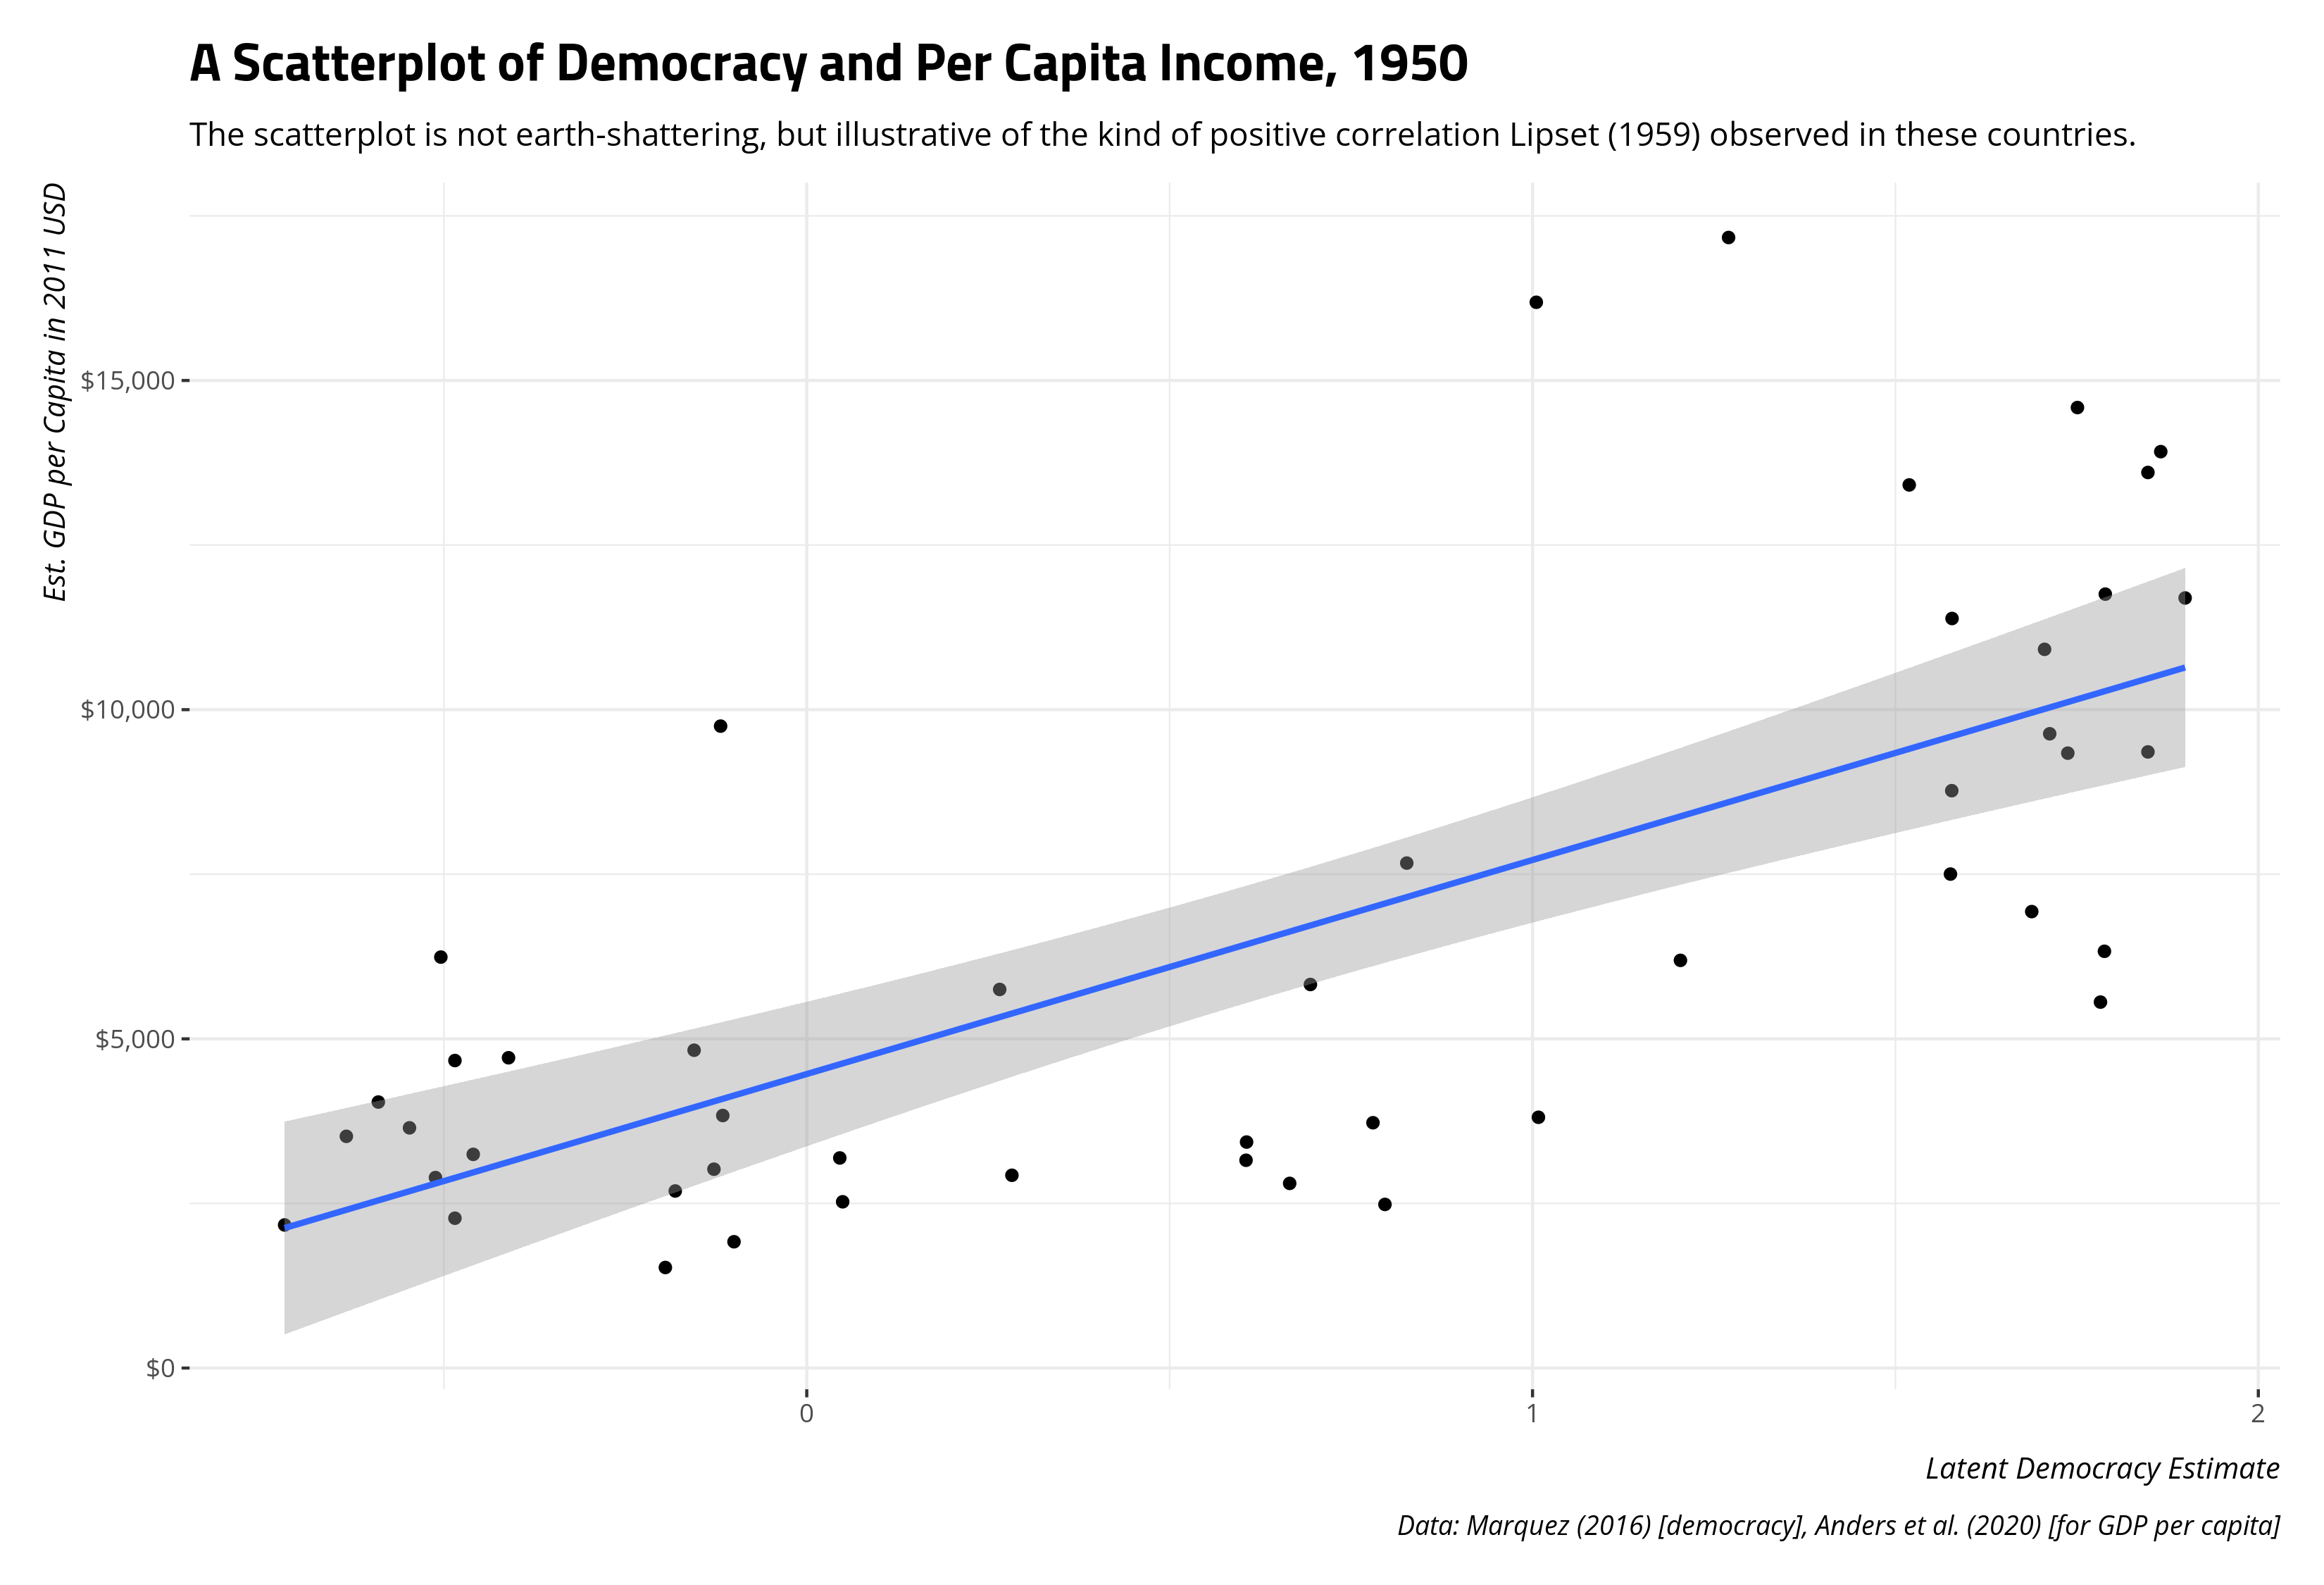 A Scatterplot of Democracy and Per Capita Income, 1950
The scatterplot is not earth-shattering, but illustrative of the kind of positive correlation Lipset (1959) observed in these countries.
Est. GDP per Capita in 2011 USD
$15,000
$10,000
$5,000
$0
0
1
2
Latent Democracy Estimate
Data: Marquez (2016) [democracy], Anders et al. (2020) [for GDP per capita]